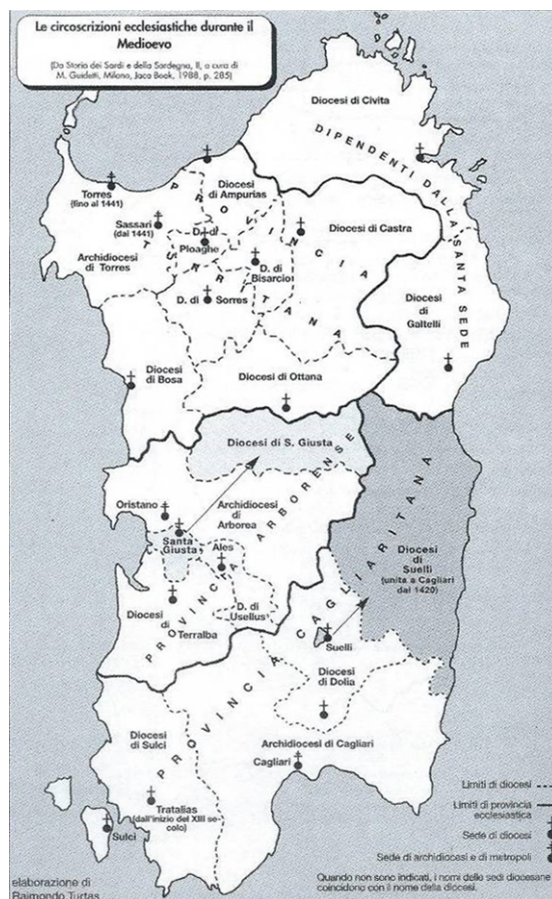 Le circoscrizioni ecclesiastiche durante il
Medioevo
(Da Storia dei Sardi e della Sardegna, II, a cura di
M. Guidetti, Milano, Jaca Book, 1988, p. 285)
Diocesi di Civita
DIPENDENTI DALLA SANTA SEDE
Torres
(fino al 1441)
Diocesi
di Ampurias
PROVINCIA TURRITANA
Sassari
(dal 1441)
D. di
Ploaghe
Diocesi di Castra
Archidiocesi
di Torres
D. di
Bisarcio
D. di Sorres
Diocesi
di
Galtelli
Diocesi
di Bosa
Diocesi di Ottana
Diocesi di S. Giusta
PROVINCIA ARBORENSE
Oristano
Archidiocesi
di
Arborea
Santa
Giusta
Ales
Diocesi
di
Suelli
(unita a Cagliari
dal 1420)
Diocesi
di
Terralba
D. di
Usellus
PROVINCIA CAGLIARITANA
Suelli
Diocesi
di Dolia
Diocesi
di Sulci
Archidiocesi di Cagliari
Cagliari
Tratalias
(dall'inizio del XIII se-
colo)
Sulci
Limiti di diocesi
Limiti di provincia
ecclesiastica
Sede di diocesi
Sede di archidiocesi e di metropoli
Quando non sono indicati, i nomi delle sedi diocesane
coincidono con il nome della diocesi.
elaborazione di
Raimondo Turtas